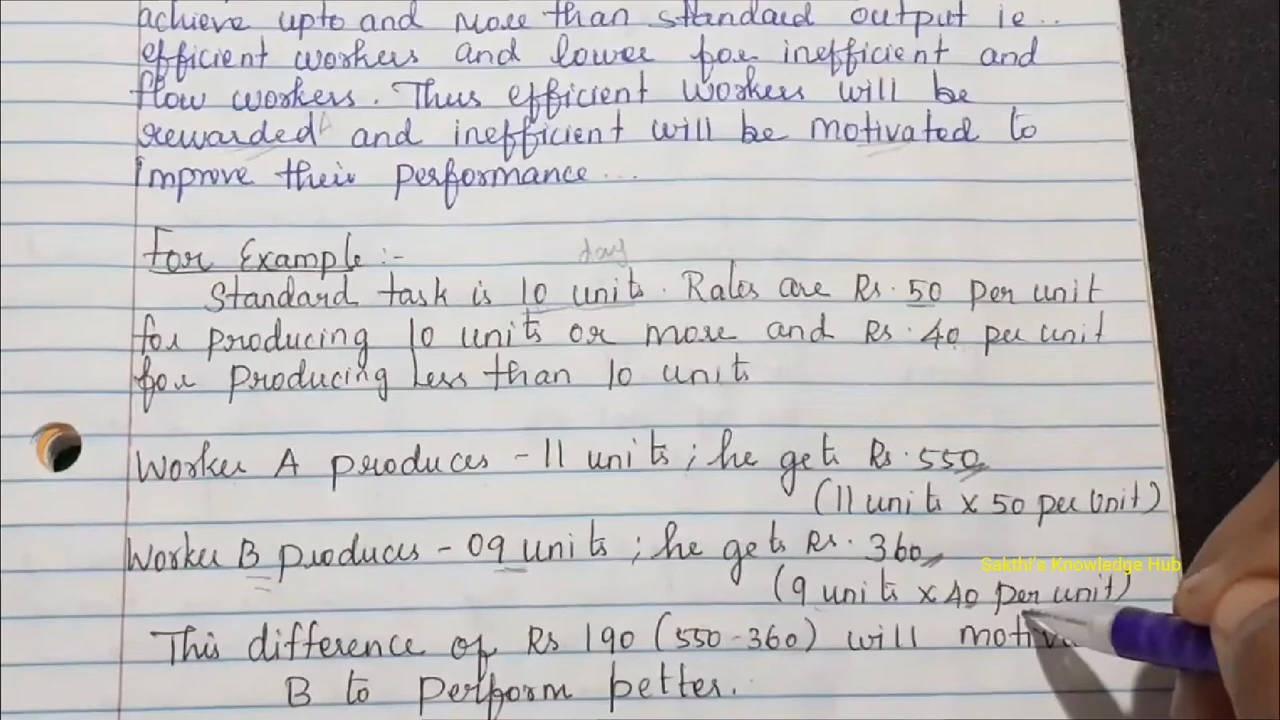 achieve upto and more than standard output ie..
efficient workers and lower for inefficient and
flow workers. Thus efficient workers will be
rewarded and inefficient will be motivated to
Improve their performance...
For Example :-
day
Standard task is 10 units. Rates are Rs. 50 per unit
for producing 10 units or more and Rs. 40 per unit
for producing less than 10 units
Worker A produces - 11 units ; he gets Rs. 550
(11 units x 50 per Unit)
Worker B produces - 09 units ; he gets Rs. 360
Sakthi's Knowledge Hub
(9 units x 40 per unit)
This difference of Rs 190 (550-360) will
B to perform better.